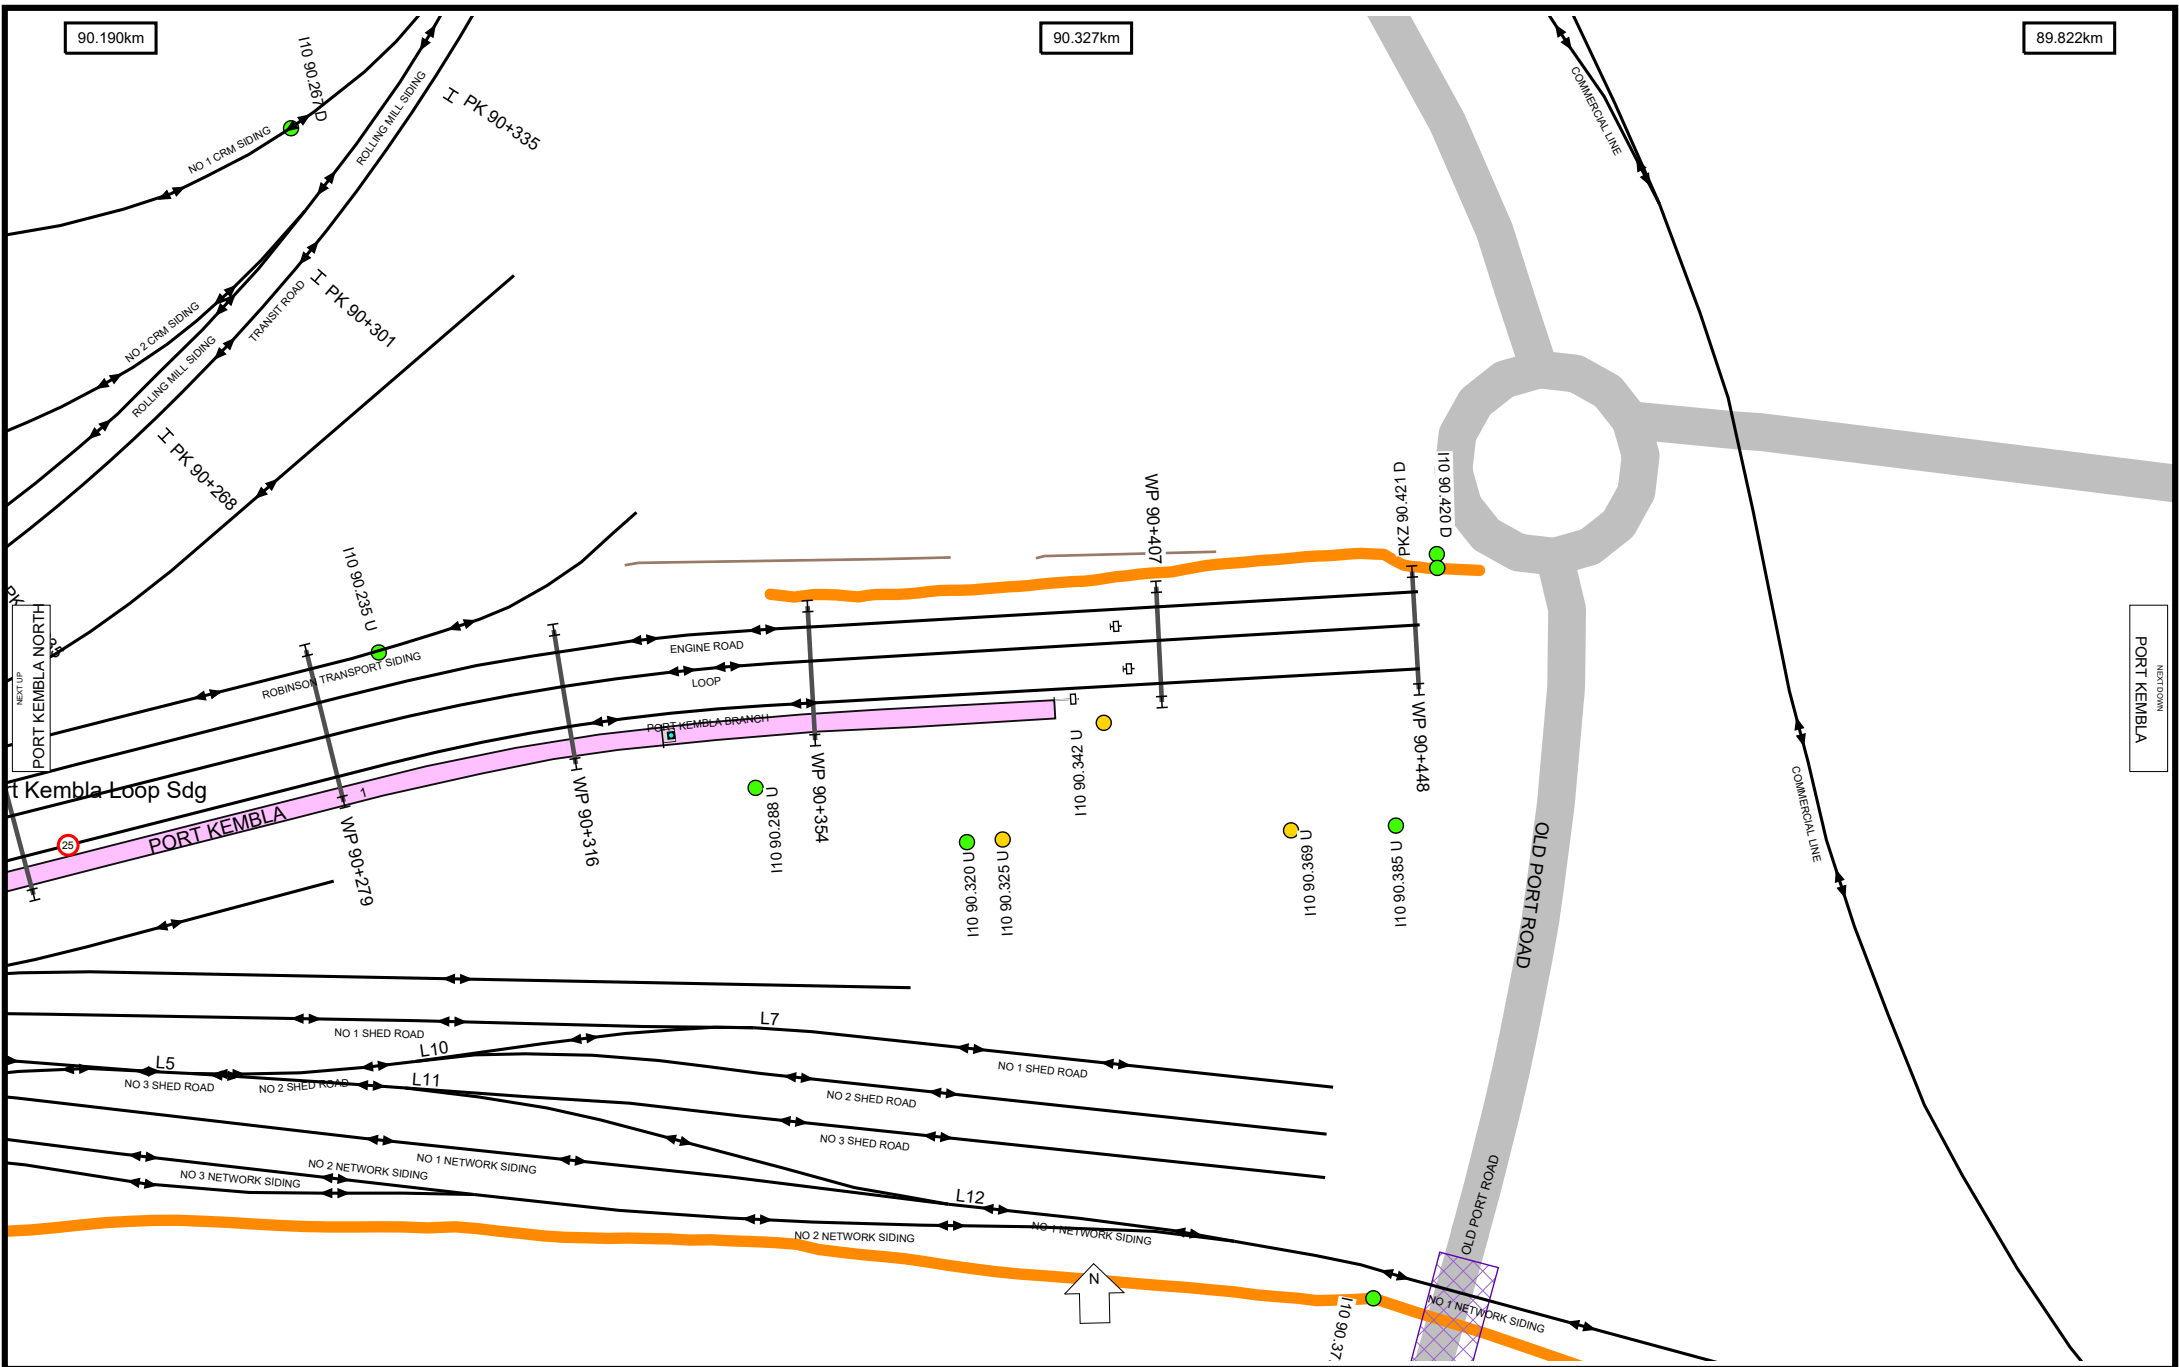 90.190km
90.327km
89.822km
I10 90.267 D
NO 1 CRM SIDING
ROLLING MILL SIDING
PK 90+335
COMMERCIAL LINE
NO 2 CRM SIDING
ROLLING MILL SIDING
TRANSIT ROAD
PK 90+301
PK 90+268
I10 90.235 U
ROBINSON TRANSPORT SIDING
WP 90+407
PKZ 90.421 D
I10 90.420 D
NEXT UP
PORT KEMBLA NORTH
NEXT DOWN
PORT KEMBLA
ENGINE ROAD
LOOP
PORT KEMBLA BRANCH
t Kembla Loop Sdg
25
PORT KEMBLA
1
WP 90+279
WP 90+316
I10 90.288 U
WP 90+354
I10 90.320 U
I10 90.325 U
I10 90.342 U
I10 90.369 U
I10 90.385 U
WP 90+448
OLD PORT ROAD
COMMERCIAL LINE
NO 1 SHED ROAD
L7
L10
L5
L11
NO 3 SHED ROAD
NO 2 SHED ROAD
NO 1 SHED ROAD
NO 2 SHED ROAD
NO 3 SHED ROAD
NO 1 NETWORK SIDING
NO 2 NETWORK SIDING
NO 3 NETWORK SIDING
L12
NO 1 NETWORK SIDING
NO 2 NETWORK SIDING
OLD PORT ROAD
N
I10 90.37
NO 1 NETWORK SIDING